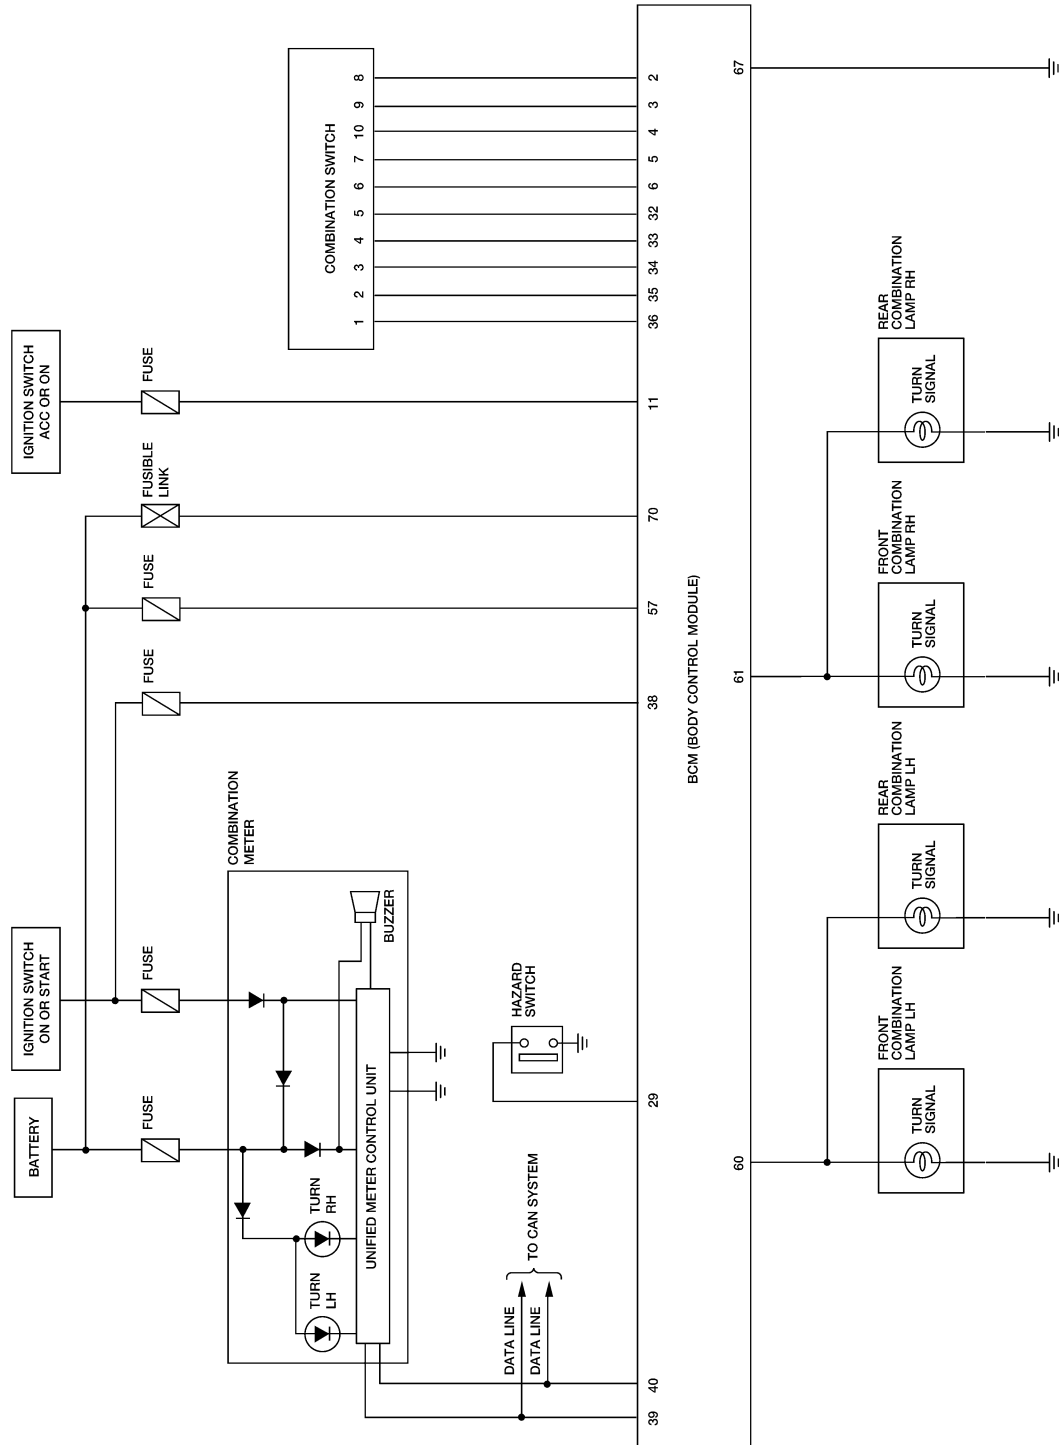 BATTERY
IGNITION SWITCH
ON OR START
IGNITION SWITCH
ACC OR ON
FUSE
FUSE
FUSE
FUSE
FUSIBLE
LINK
FUSE
COMBINATION
METER
TURN
LH
TURN
RH
UNIFIED METER CONTROL UNIT
BUZZER
COMBINATION SWITCH
1
2
3
4
5
6
7
10
9
8
DATA LINE
DATA LINE
TO CAN SYSTEM
HAZARD
SWITCH
39
40
29
38
57
70
11
36
35
34
33
32
6
5
4
3
2
BCM (BODY CONTROL MODULE)
60
61
67
FRONT
COMBINATION
LAMP LH
TURN
SIGNAL
REAR
COMBINATION
LAMP LH
TURN
SIGNAL
FRONT
COMBINATION
LAMP RH
TURN
SIGNAL
REAR
COMBINATION
LAMP RH
TURN
SIGNAL